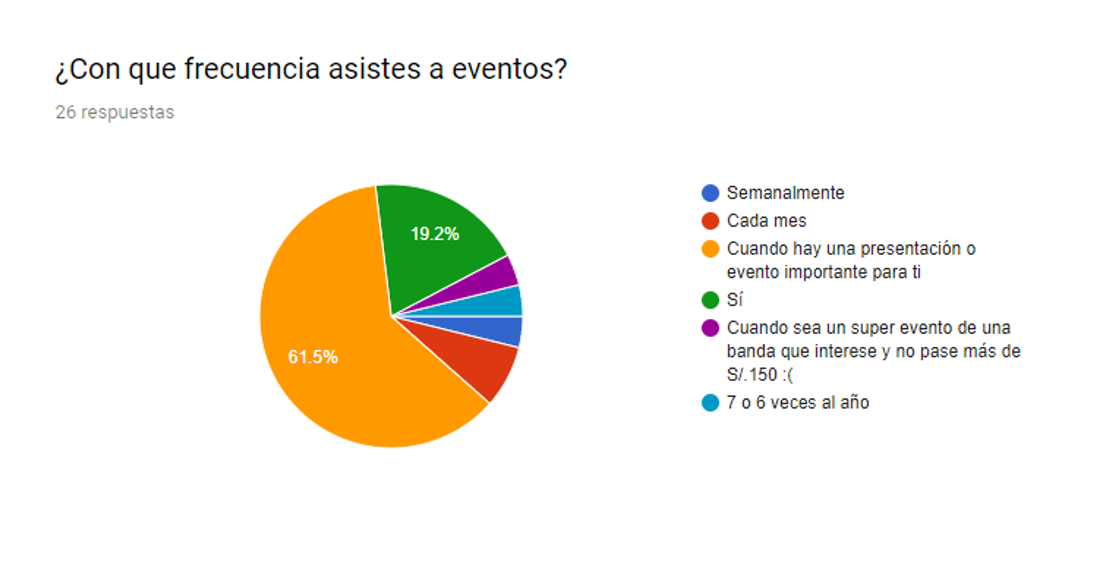 ¿Con que frecuencia asistes a eventos?
26 respuestas
19.2%
61.5%
Semanalmente
Cada mes
Cuando hay una presentación o
evento importante para ti
Sí
Cuando sea un super evento de una
banda que interese y no pase más de
S/.150 :(
7 o 6 veces al año